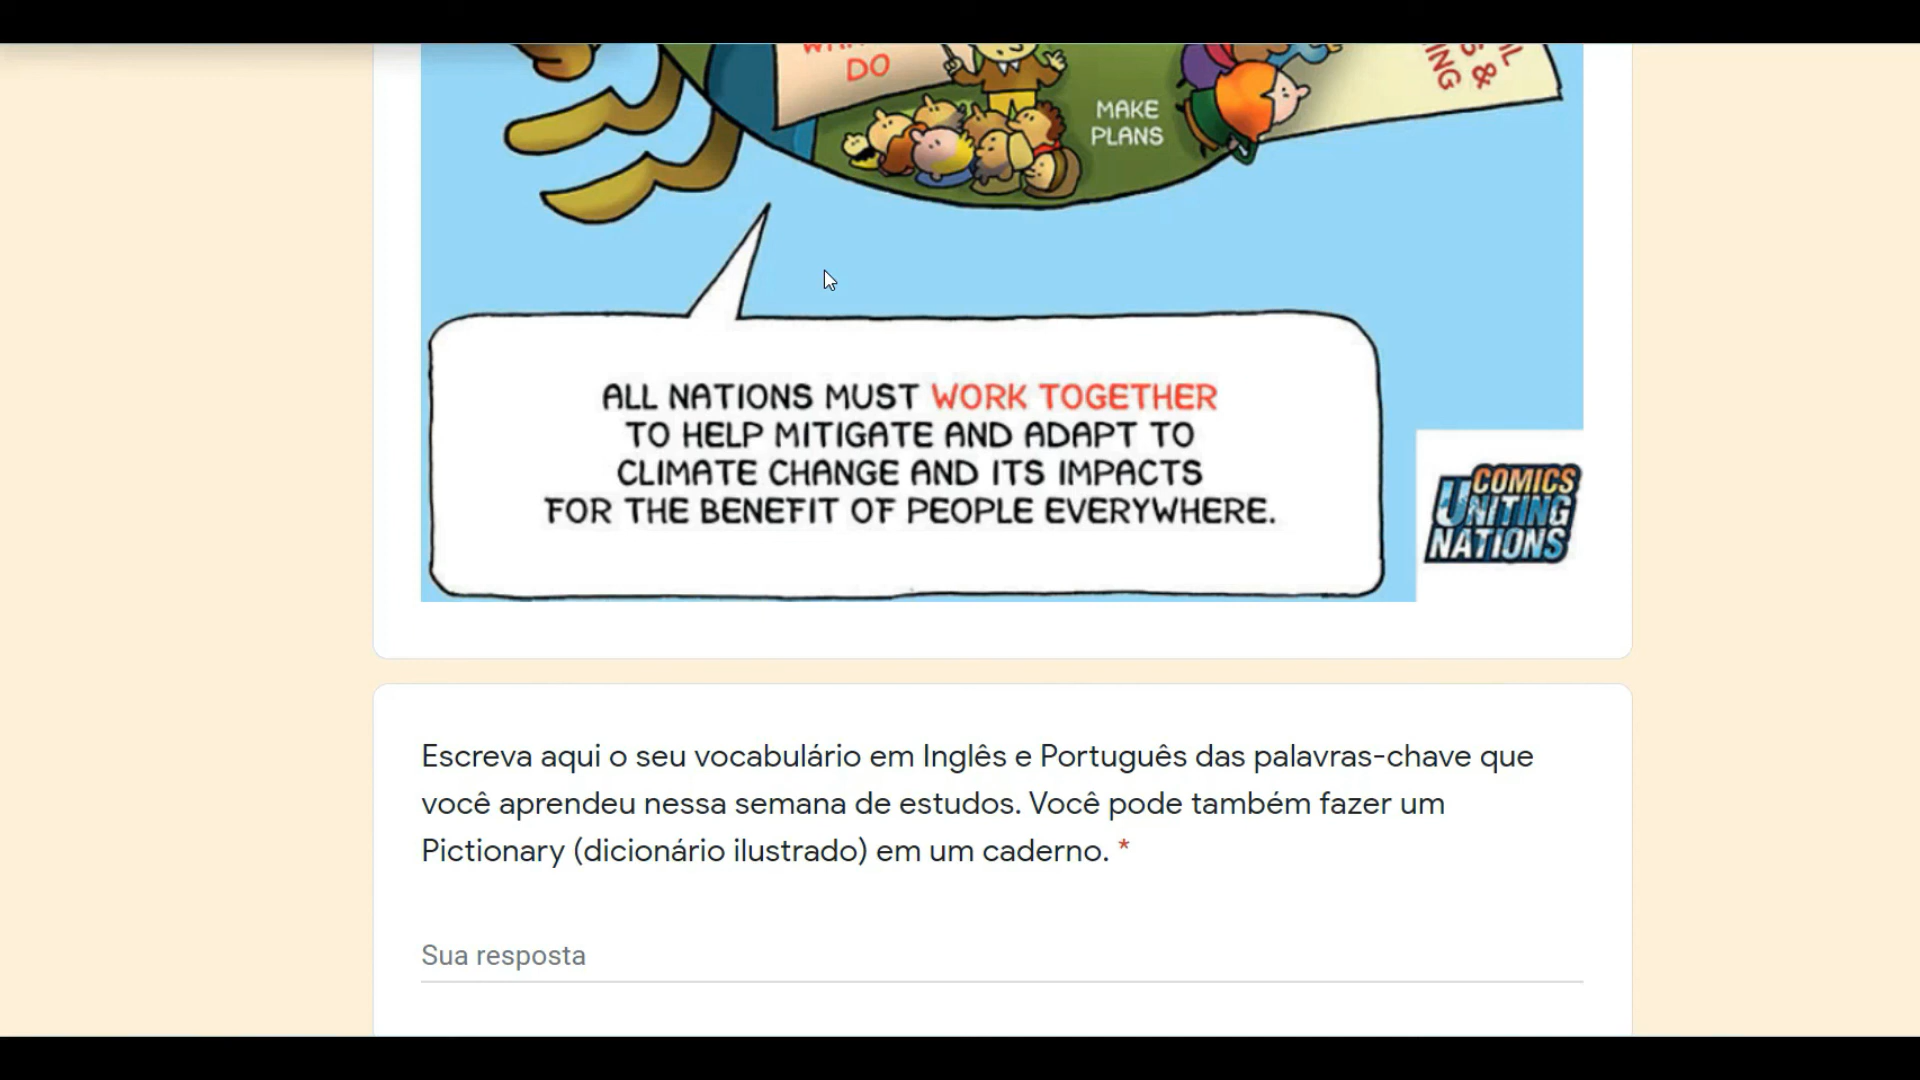 DO
MAKE
PLANS
&
ALL NATIONS MUST WORK TOGETHER
TO HELP MITIGATE AND ADAPT TO
CLIMATE CHANGE AND ITS IMPACTS
FOR THE BENEFIT OF PEOPLE EVERYWHERE.
COMICS
UNITING
NATIONS
Escreva aqui o seu vocabulário em Inglês e Português das palavras-chave que
você aprendeu nessa semana de estudos. Você pode também fazer um
Pictionary (dicionário ilustrado) em um caderno. *
Sua resposta